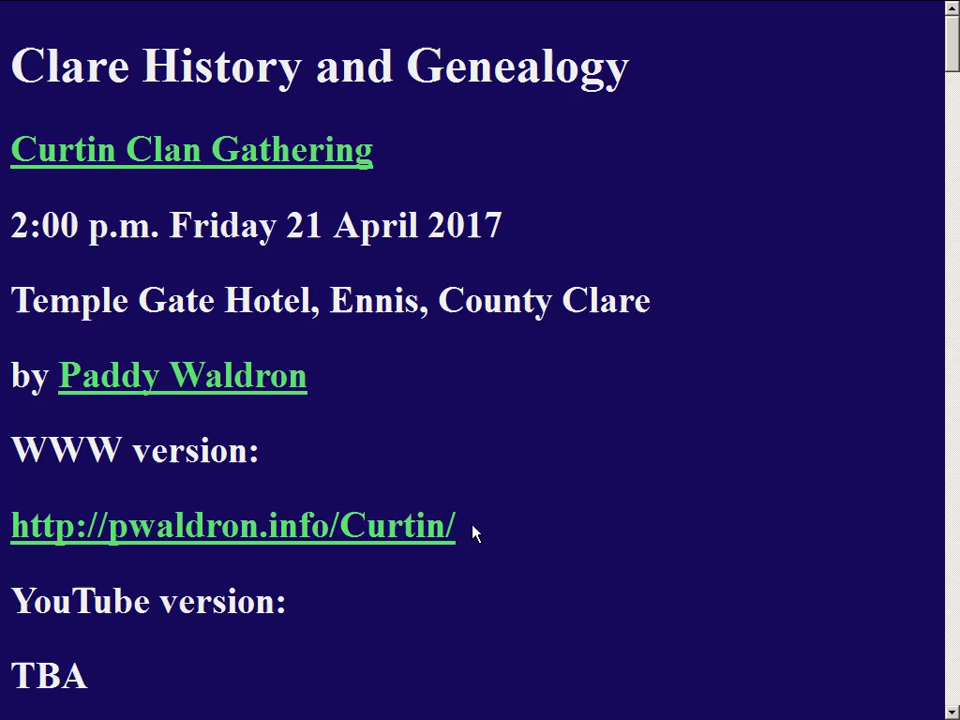 Clare History and Genealogy
Curtin Clan Gathering
2:00 p.m. Friday 21 April 2017
Temple Gate Hotel, Ennis, County Clare
by Paddy Waldron
WWW version:
http://pwaldron.info/Curtin/
YouTube version:
TBA